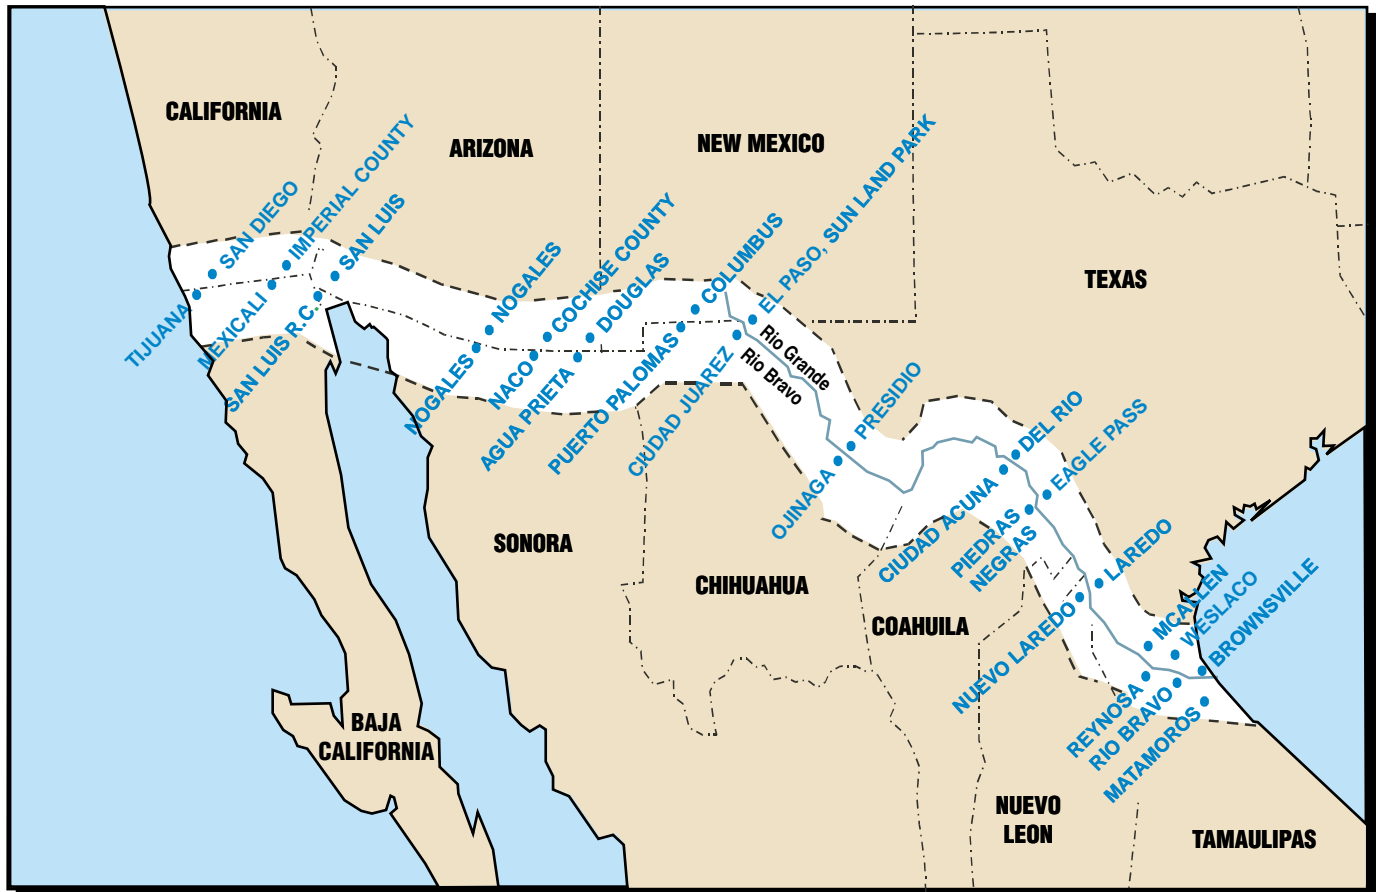 CALIFORNIA
ARIZONA
NEW MEXICO
TEXAS
SAN DIEGO
IMPERIAL COUNTY
SAN LUIS
NOGALES
COCHISE COUNTY
DOUGLAS
COLUMBUS
EL PASO, SUN LAND PARK
TIJUANA
MEXICALI
SAN LUIS R.C.
NOGALES
NACO
AGUA PRIETA
PUERTO PALOMAS
CIUDAD JUAREZ
Rio Grande
Rio Bravo
PRESIDIO
OJINAGA
DEL RIO
EAGLE PASS
CIUDAD ACUNA
PIEDRAS
NEGRAS
LAREDO
NUEVO LAREDO
MCALLEN
WESLACO
BROWNSVILLE
REYNOSA
RIO BRAVO
MATAMOROS
SONORA
CHIHUAHUA
COAHUILA
BAJA
CALIFORNIA
NUEVO
LEON
TAMAULIPAS